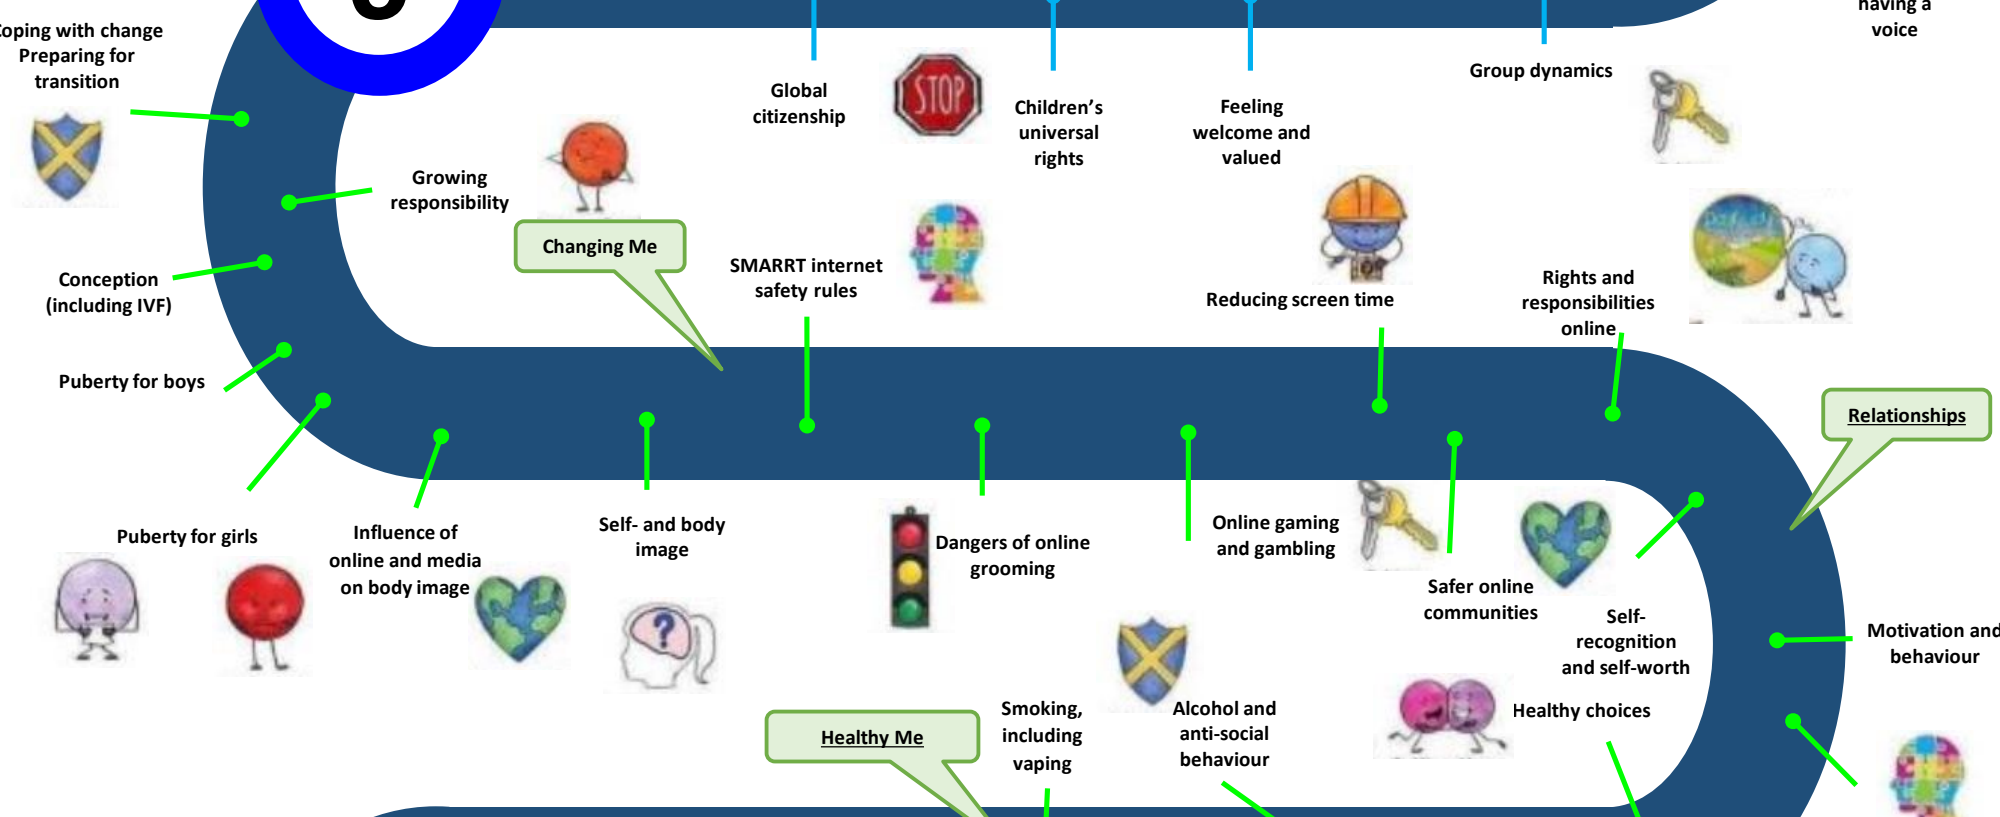 having a
voice
Coping with change
Preparing for
transition
Global
citizenship
STOP
Children's
universal
rights
Feeling
welcome and
valued
Group dynamics
Growing
responsibility
Changing Me
SMARRT internet
safety rules
Reducing screen time
Rights and
responsibilities
online
Conception
(including IVF)
Puberty for boys
Relationships
Puberty for girls
Influence of
online and media
on body image
Self- and body
image
?
Dangers of online
grooming
Online gaming
and gambling
Safer online
communities
Self-
recognition
and self-worth
Motivation and
behaviour
Healthy Me
Smoking,
including
vaping
Alcohol and
anti-social
behaviour
Healthy choices